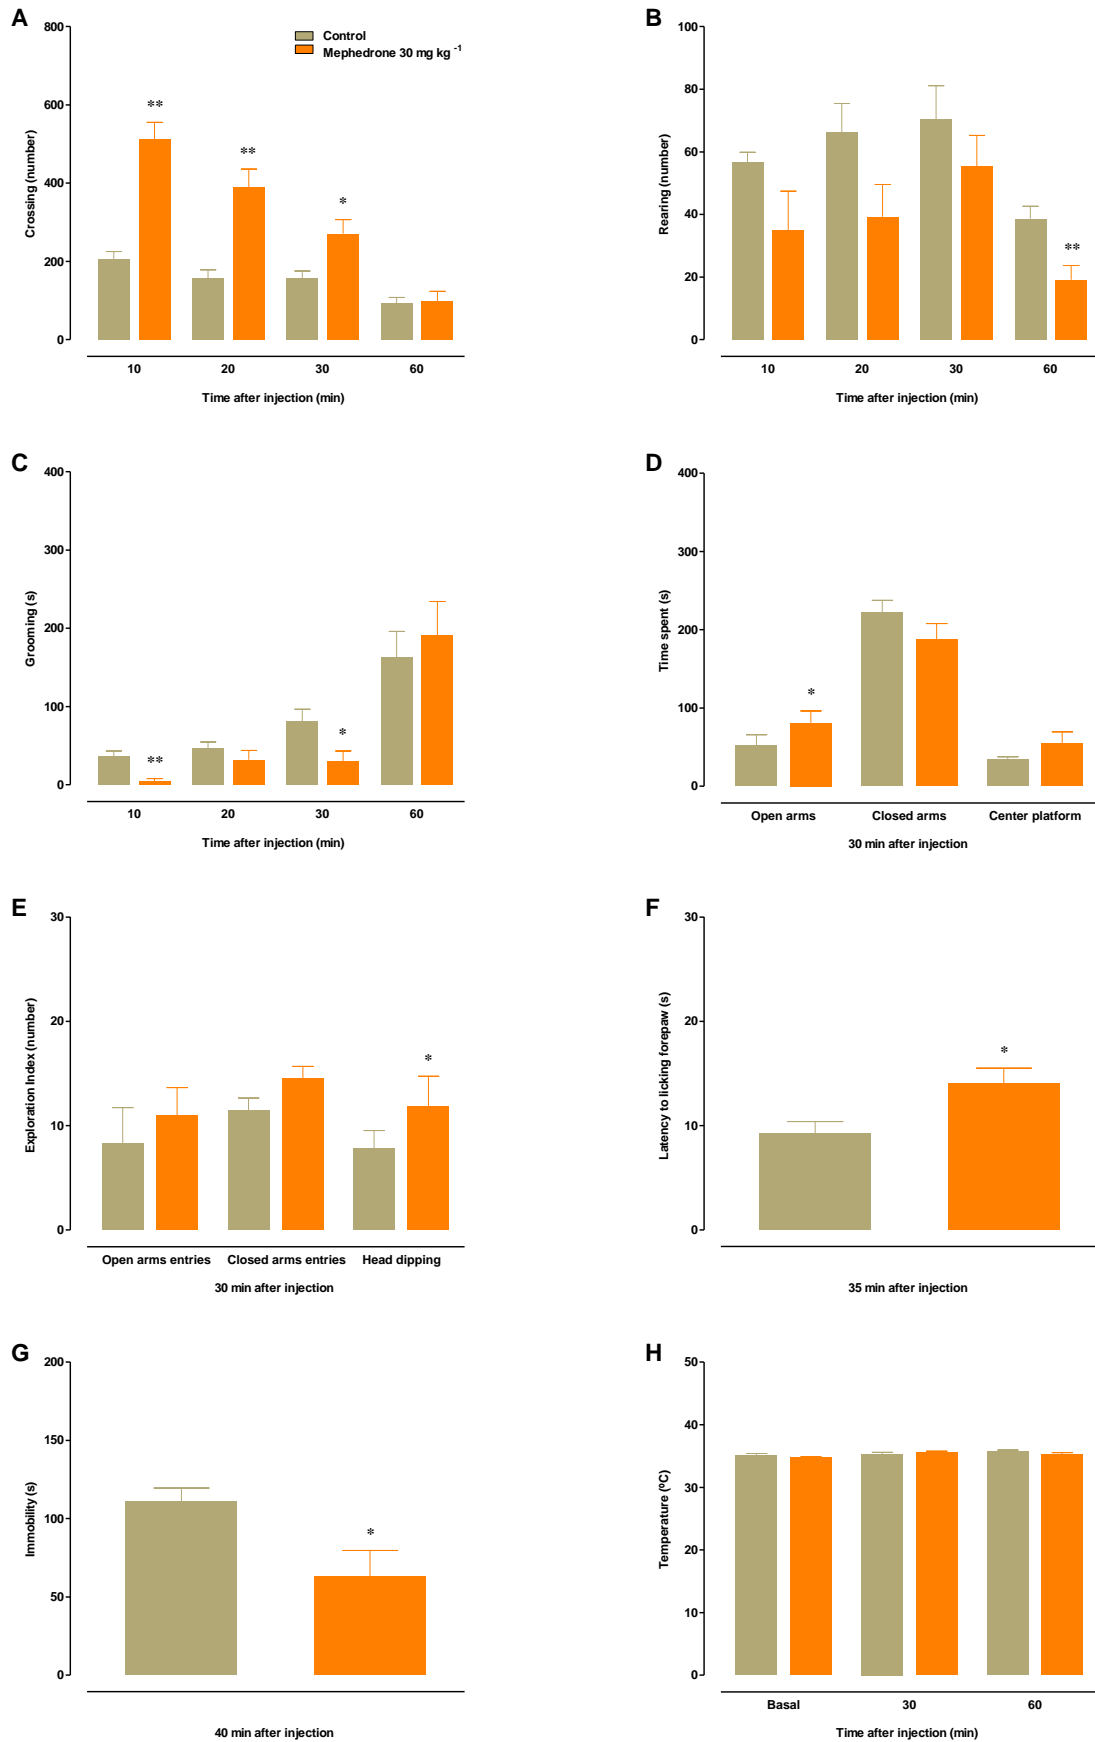 A
800
600
400
200
0
Crossing (number)
Control
Mephedrone 30 mg kg -1
**
**
*
10 20 30 60
Time after injection (min)
B
100
80
60
40
20
0
Rearing (number)
**
10 20 30 60
Time after injection (min)
C
400
300
200
100
0
Grooming (s)
**
*
10 20 30 60
Time after injection (min)
D
400
300
200
100
0
Time spent (s)
*
Open arms Closed arms Center platform
30 min after injection
E
30
20
10
0
Exploration Index (number)
*
Open arms entries Closed arms entries Head dipping
30 min after injection
F
30
20
10
0
Latency to licking forepaw (s)
*
35 min after injection
G
200
150
100
50
0
Immobility (s)
*
40 min after injection
H
50
40
30
20
10
0
Temperature (ºC)
Basal 30 60
Time after injection (min)